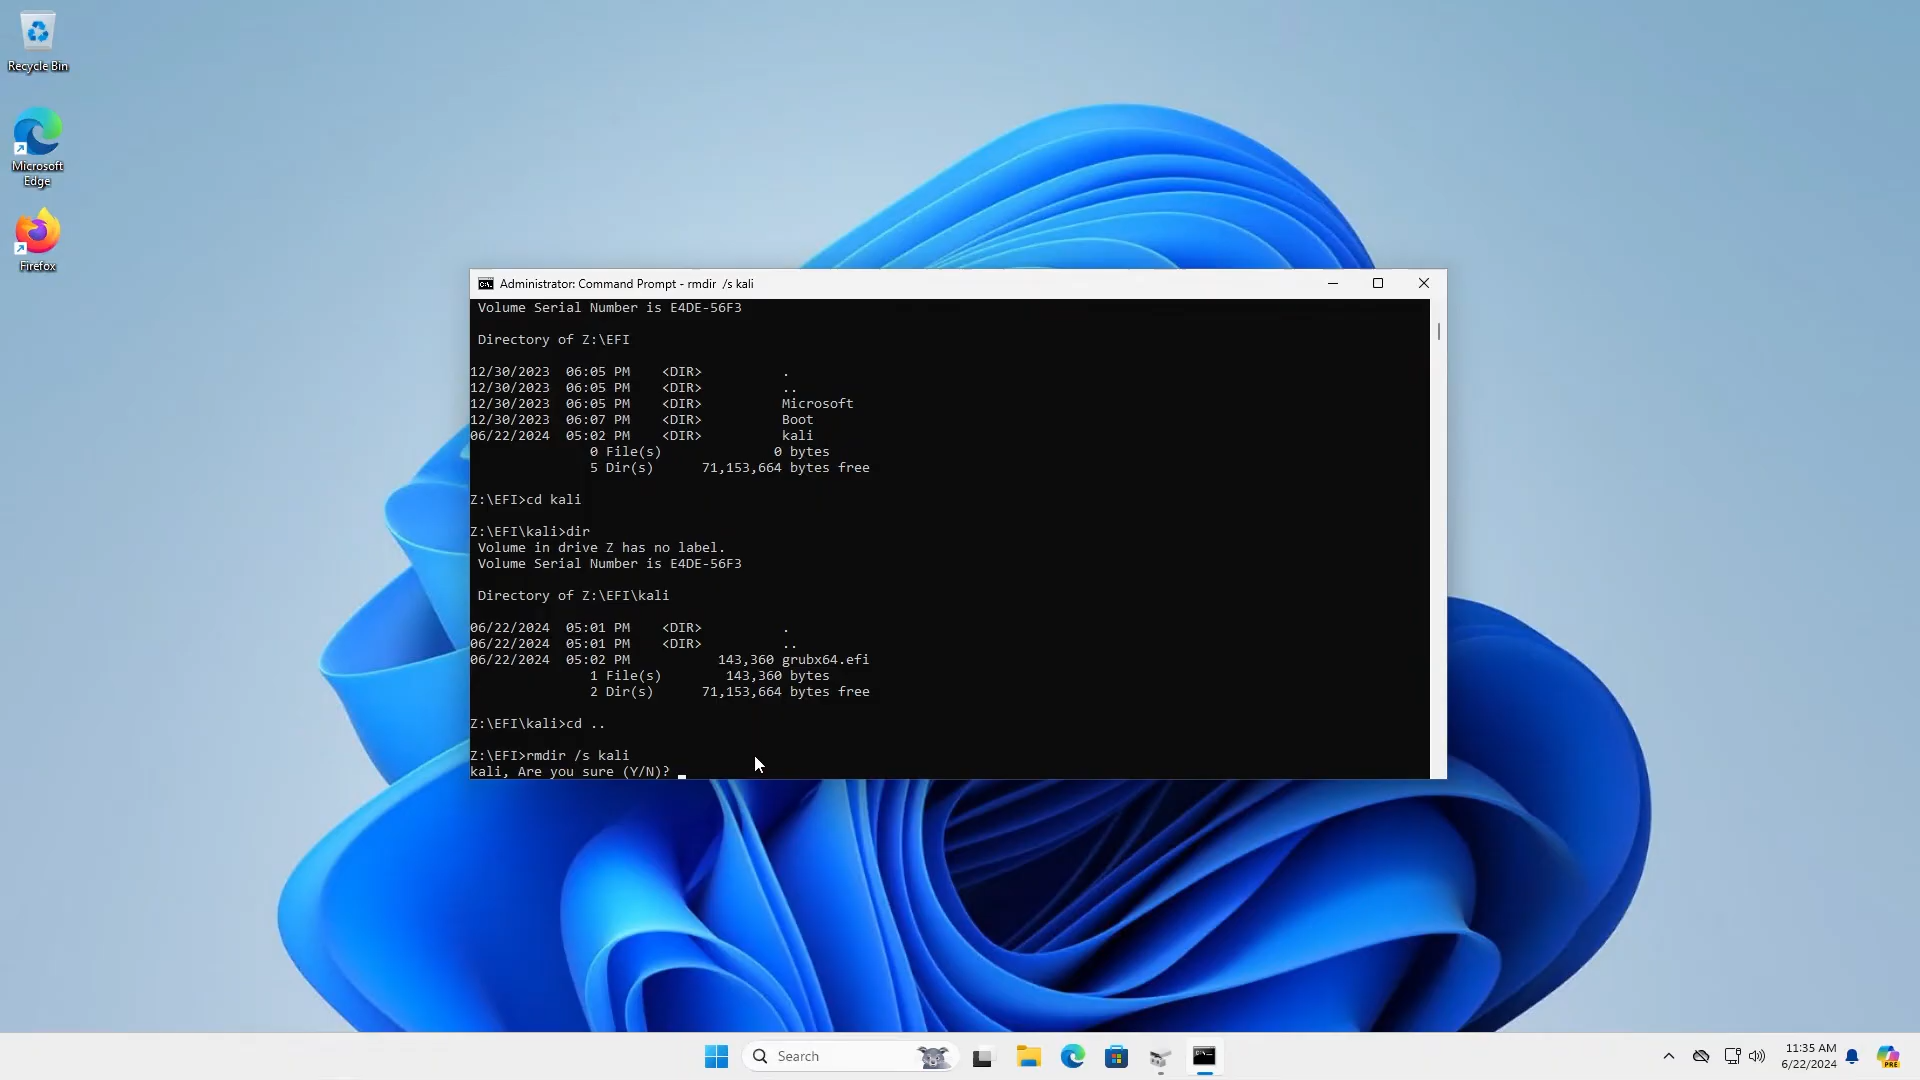 Recycle Bin
Microsoft
Edge
Firefox
Administrator: Command Prompt - rmdir  /s kali
Volume Serial Number is E4DE-56F3
Directory of Z:\EFI
12/30/2023  06:05 PM    <DIR>          .
12/30/2023  06:05 PM    <DIR>          ..
12/30/2023  06:05 PM    <DIR>          Microsoft
12/30/2023  06:07 PM    <DIR>          Boot
06/22/2024  05:02 PM    <DIR>          kali
0 File(s)              0 bytes
5 Dir(s)      71,153,664 bytes free
Z:\EFI>cd kali
Z:\EFI\kali>dir
Volume in drive Z has no label.
Volume Serial Number is E4DE-56F3
Directory of Z:\EFI\kali
06/22/2024  05:01 PM    <DIR>          .
06/22/2024  05:01 PM    <DIR>          ..
06/22/2024  05:02 PM           143,360 grubx64.efi
1 File(s)        143,360 bytes
2 Dir(s)      71,153,664 bytes free
Z:\EFI\kali>cd ..
Z:\EFI>rmdir /s kali
kali, Are you sure (Y/N)?
Search
11:35 AM
6/22/2024
PRE